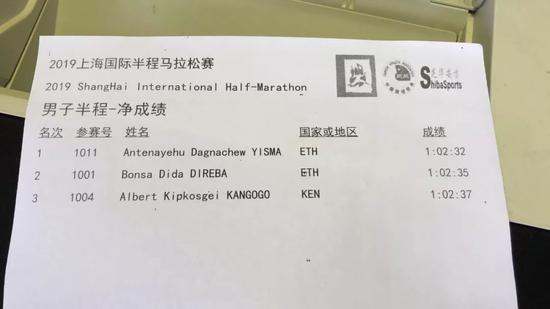 2019上海国际半程马拉松赛
2019 ShangHai International Half-Marathon
ShibaSports
男子半程-净成绩
名次 参赛号 姓名 国家或地区 成绩
1 1011 Antenayehu Dagnachew YISMA ETH 1:02:32
2 1001 Bonsa Dida DIREBA ETH 1:02:35
3 1004 Albert Kipkosgei KANGOGO KEN 1:02:37